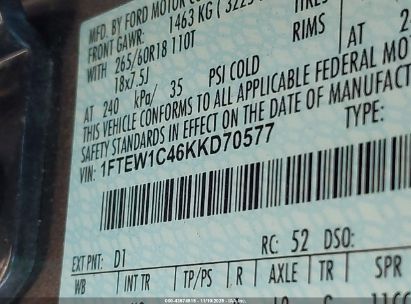 MFD. BY FORD MOTOR
FRONT GAWR: 1463 KG
WITH 265/60R18 110T RIMS
18x7.5J
AT 240 kPa/ 35 PSI COLD AT
THIS VEHICLE CONFORMS TO ALL APPLICABLE FEDERAL
SAFETY STANDARDS IN EFFECT ON THE DATE OF
VIN: 1FTEW1C46KKD70577 TYPE:
EXT PNT: D1 RC: 52 DSO:
WB INT TR TP/PS R AXLE TR SPR